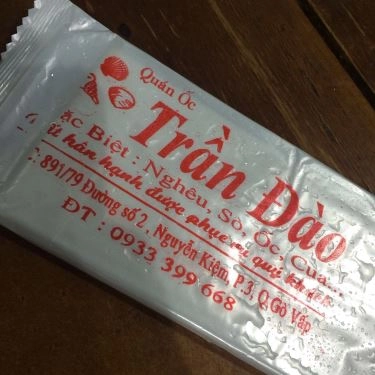 Quán Ốc
Trần Đào
ặc Biệt : Nghêu, Sò, Ốc, Cua...
hân hạnh được phục vụ quý khách
: 891/79 Đường số 2 , Nguyễn Kiệm, P.3, Q.Gò Vấp
ĐT : 0933 399 668